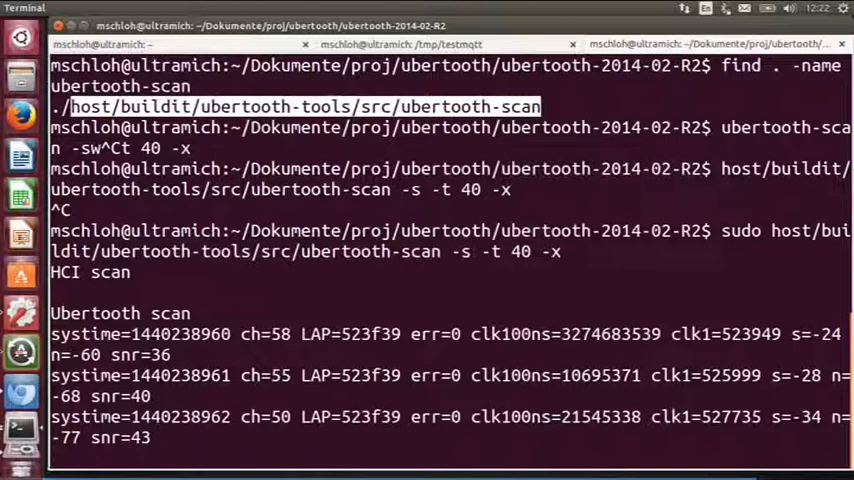 Terminal
En
12:22
mschloh@ultramich: ~/Dokumente/proj/ubertooth/ubertooth-2014-02-R2
mschloh@ultramich: ~
mschloh@ultramich: /tmp/testmqtt
mschloh@ultramich: ~/Dokumente/proj/ubertooth/...
mschloh@ultramich:~/Dokumente/proj/ubertooth/ubertooth-2014-02-R2$ find . -name
ubertooth-scan
./host/buildit/ubertooth-tools/src/ubertooth-scan
mschloh@ultramich:~/Dokumente/proj/ubertooth/ubertooth-2014-02-R2$ ubertooth-sca
n -sw^Ct 40 -x
mschloh@ultramich:~/Dokumente/proj/ubertooth/ubertooth-2014-02-R2$ host/buildit/
ubertooth-tools/src/ubertooth-scan -s -t 40 -x
^C
mschloh@ultramich:~/Dokumente/proj/ubertooth/ubertooth-2014-02-R2$ sudo host/bui
ldit/ubertooth-tools/src/ubertooth-scan -s -t 40 -x
HCI scan
Ubertooth scan
systime=1440238960 ch=58 LAP=523f39 err=0 clk100ns=3274683539 clk1=523949 s=-24
n=-60 snr=36
systime=1440238961 ch=55 LAP=523f39 err=0 clk100ns=10695371 clk1=525999 s=-28 n=
-68 snr=40
systime=1440238962 ch=50 LAP=523f39 err=0 clk100ns=21545338 clk1=527735 s=-34 n=
-77 snr=43